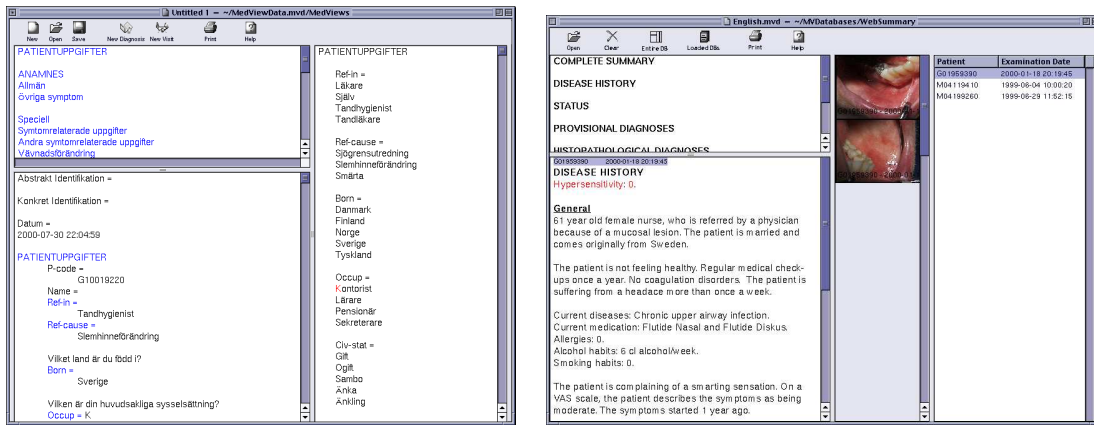 Untitled 1 – ~/MedViewData.mvd/MedViews
New Open Save New Diagnosis New Visit Print Help
PATIENTUPPGIFTER
ANAMNES
Allmän
övriga symptom
Speciell
Symtomrelaterade uppgifter
Andra symtomrelaterade uppgifter
Vävnadsförändring
Abstrakt Identifikation =
Konkret Identifikation =
Datum =
2000-07-30 22:04:59
PATIENTUPPGIFTER
P-code =
G10019220
Name =
Ref-in =
Tandhygienist
Ref-cause =
Slemhinneförändring
Vilket land är du född i?
Born =
Sverige
Vilken är din huvudsakliga sysselsättning?
Occup = K
PATIENTUPPGIFTER
Ref-in =
Läkare
Själv
Tandhygienist
Tandläkare
Ref-cause =
Sjögrensutredning
Slemhinneförändring
Smärta
Born =
Danmark
Finland
Norge
Sverige
Tyskland
Occup =
Kontorist
Lärare
Pensionär
Sekreterare
Civ-stat =
Gift
Ogift
Sambo
Änka
Änkling
English.mvd – ~/MVDatabases/WebSummary
Open Clear Entire DB Loaded DBs. Print Help
COMPLETE SUMMARY
DISEASE HISTORY
STATUS
PROVISIONAL DIAGNOSES
HISTOPATHOLOGICAL DIAGNOSES
G01959390 2000-01-18 20:19:45
DISEASE HISTORY
Hypersensitivity: 0.
General
61 year old female nurse, who is referred by a physician
because of a mucosal lesion. The patient is married and
comes originally from Sweden.
The patient is not feeling healthy. Regular medical check-
ups once a year. No coagulation disorders. The patient is
suffering from a headace more than once a week.
Current diseases: Chronic upper airway infection.
Current medication: Flutide Nasal and Flutide Diskus.
Allergies: 0.
Alcohol habits: 6 cl alcohol/week.
Smoking habits: 0.
The patient is complaining of a smarting sensation. On a
VAS scale, the patient describes the symptoms as being
moderate. The symptoms started 1 year ago.
G01959390 - 2000-01-
Patient Examination Date
G01959390 2000-01-18 20:19:45
M04119410 1999-06-04 10:00:20
M04199260 1999-06-29 11:52:15